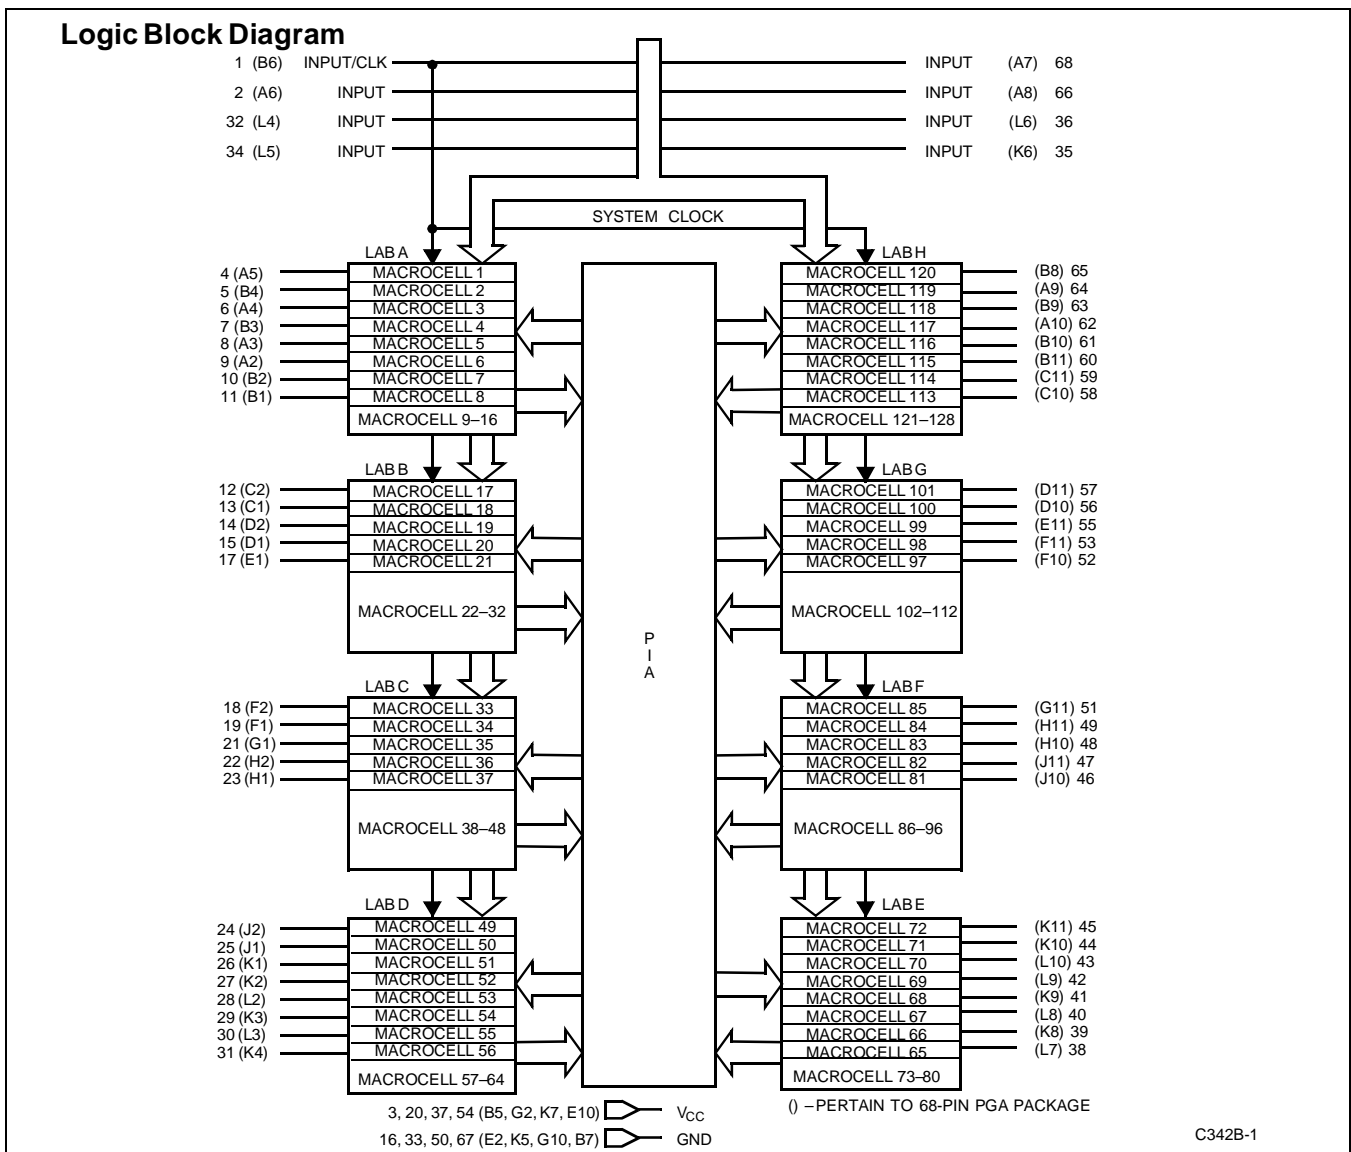 Logic Block Diagram
1 (B6) INPUT/CLK INPUT (A7) 68
2 (A6) INPUT INPUT (A8) 66
32 (L4) INPUT INPUT (L6) 36
34 (L5) INPUT INPUT (K6) 35
SYSTEM CLOCK
LAB A LAB H
4 (A5) MACROCELL 1 MACROCELL 120 (B8) 65
5 (B4) MACROCELL 2 MACROCELL 119 (A9) 64
6 (A4) MACROCELL 3 MACROCELL 118 (B9) 63
7 (B3) MACROCELL 4 MACROCELL 117 (A10) 62
8 (A3) MACROCELL 5 MACROCELL 116 (B10) 61
9 (A2) MACROCELL 6 MACROCELL 115 (B11) 60
10 (B2) MACROCELL 7 MACROCELL 114 (C11) 59
11 (B1) MACROCELL 8 MACROCELL 113 (C10) 58
MACROCELL 9–16 MACROCELL 121–128
LAB B LAB G
12 (C2) MACROCELL 17 MACROCELL 101 (D11) 57
13 (C1) MACROCELL 18 MACROCELL 100 (D10) 56
14 (D2) MACROCELL 19 MACROCELL 99 (E11) 55
15 (D1) MACROCELL 20 MACROCELL 98 (F11) 53
17 (E1) MACROCELL 21 MACROCELL 97 (F10) 52
MACROCELL 22–32 MACROCELL 102–112
P
I
A
LAB C LAB F
18 (F2) MACROCELL 33 MACROCELL 85 (G11) 51
19 (F1) MACROCELL 34 MACROCELL 84 (H11) 49
21 (G1) MACROCELL 35 MACROCELL 83 (H10) 48
22 (H2) MACROCELL 36 MACROCELL 82 (J11) 47
23 (H1) MACROCELL 37 MACROCELL 81 (J10) 46
MACROCELL 38–48 MACROCELL 86–96
LAB D LAB E
24 (J2) MACROCELL 49 MACROCELL 72 (K11) 45
25 (J1) MACROCELL 50 MACROCELL 71 (K10) 44
26 (K1) MACROCELL 51 MACROCELL 70 (L10) 43
27 (K2) MACROCELL 52 MACROCELL 69 (L9) 42
28 (L2) MACROCELL 53 MACROCELL 68 (K9) 41
29 (K3) MACROCELL 54 MACROCELL 67 (L8) 40
30 (L3) MACROCELL 55 MACROCELL 66 (K8) 39
31 (K4) MACROCELL 56 MACROCELL 65 (L7) 38
MACROCELL 57–64 MACROCELL 73–80
3, 20, 37, 54 (B5, G2, K7, E10) VCC () – PERTAIN TO 68-PIN PGA PACKAGE
16, 33, 50, 67 (E2, K5, G10, B7) GND
C342B-1